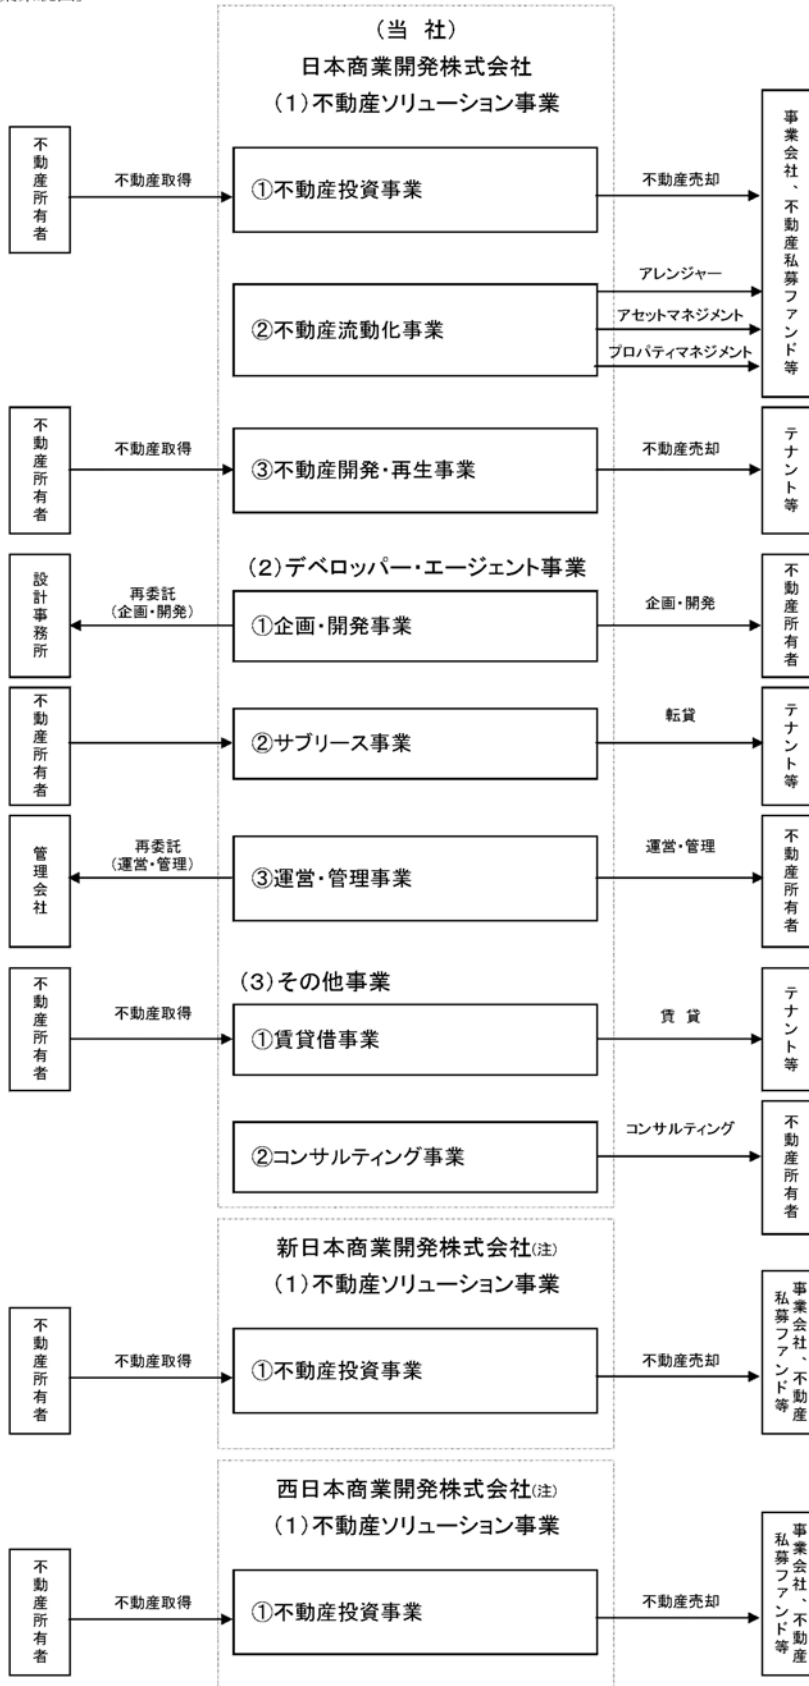 (当 社)
日本商業開発株式会社
(1)不動産ソリューション事業
不動産所有者
不動産取得
①不動産投資事業
不動産売却
事業会社、不動産私募ファンド等
②不動産流動化事業
アレンジャー
アセットマネジメント
プロパティマネジメント
不動産所有者
不動産取得
③不動産開発・再生事業
不動産売却
テナント等
(2)デベロッパー・エージェント事業
設計事務所
再委託
(企画・開発)
①企画・開発事業
企画・開発
不動産所有者
不動産所有者
②サブリース事業
転貸
テナント等
管理会社
再委託
(運営・管理)
③運営・管理事業
運営・管理
不動産所有者
(3)その他事業
不動産所有者
不動産取得
①賃貸借事業
賃 貸
テナント等
②コンサルティング事業
コンサルティング
不動産所有者
新日本商業開発株式会社(注)
(1)不動産ソリューション事業
不動産所有者
不動産取得
①不動産投資事業
不動産売却
事業会社、不動産
私募ファンド等
西日本商業開発株式会社(注)
(1)不動産ソリューション事業
不動産所有者
不動産取得
①不動産投資事業
不動産売却
事業会社、不動産
私募ファンド等